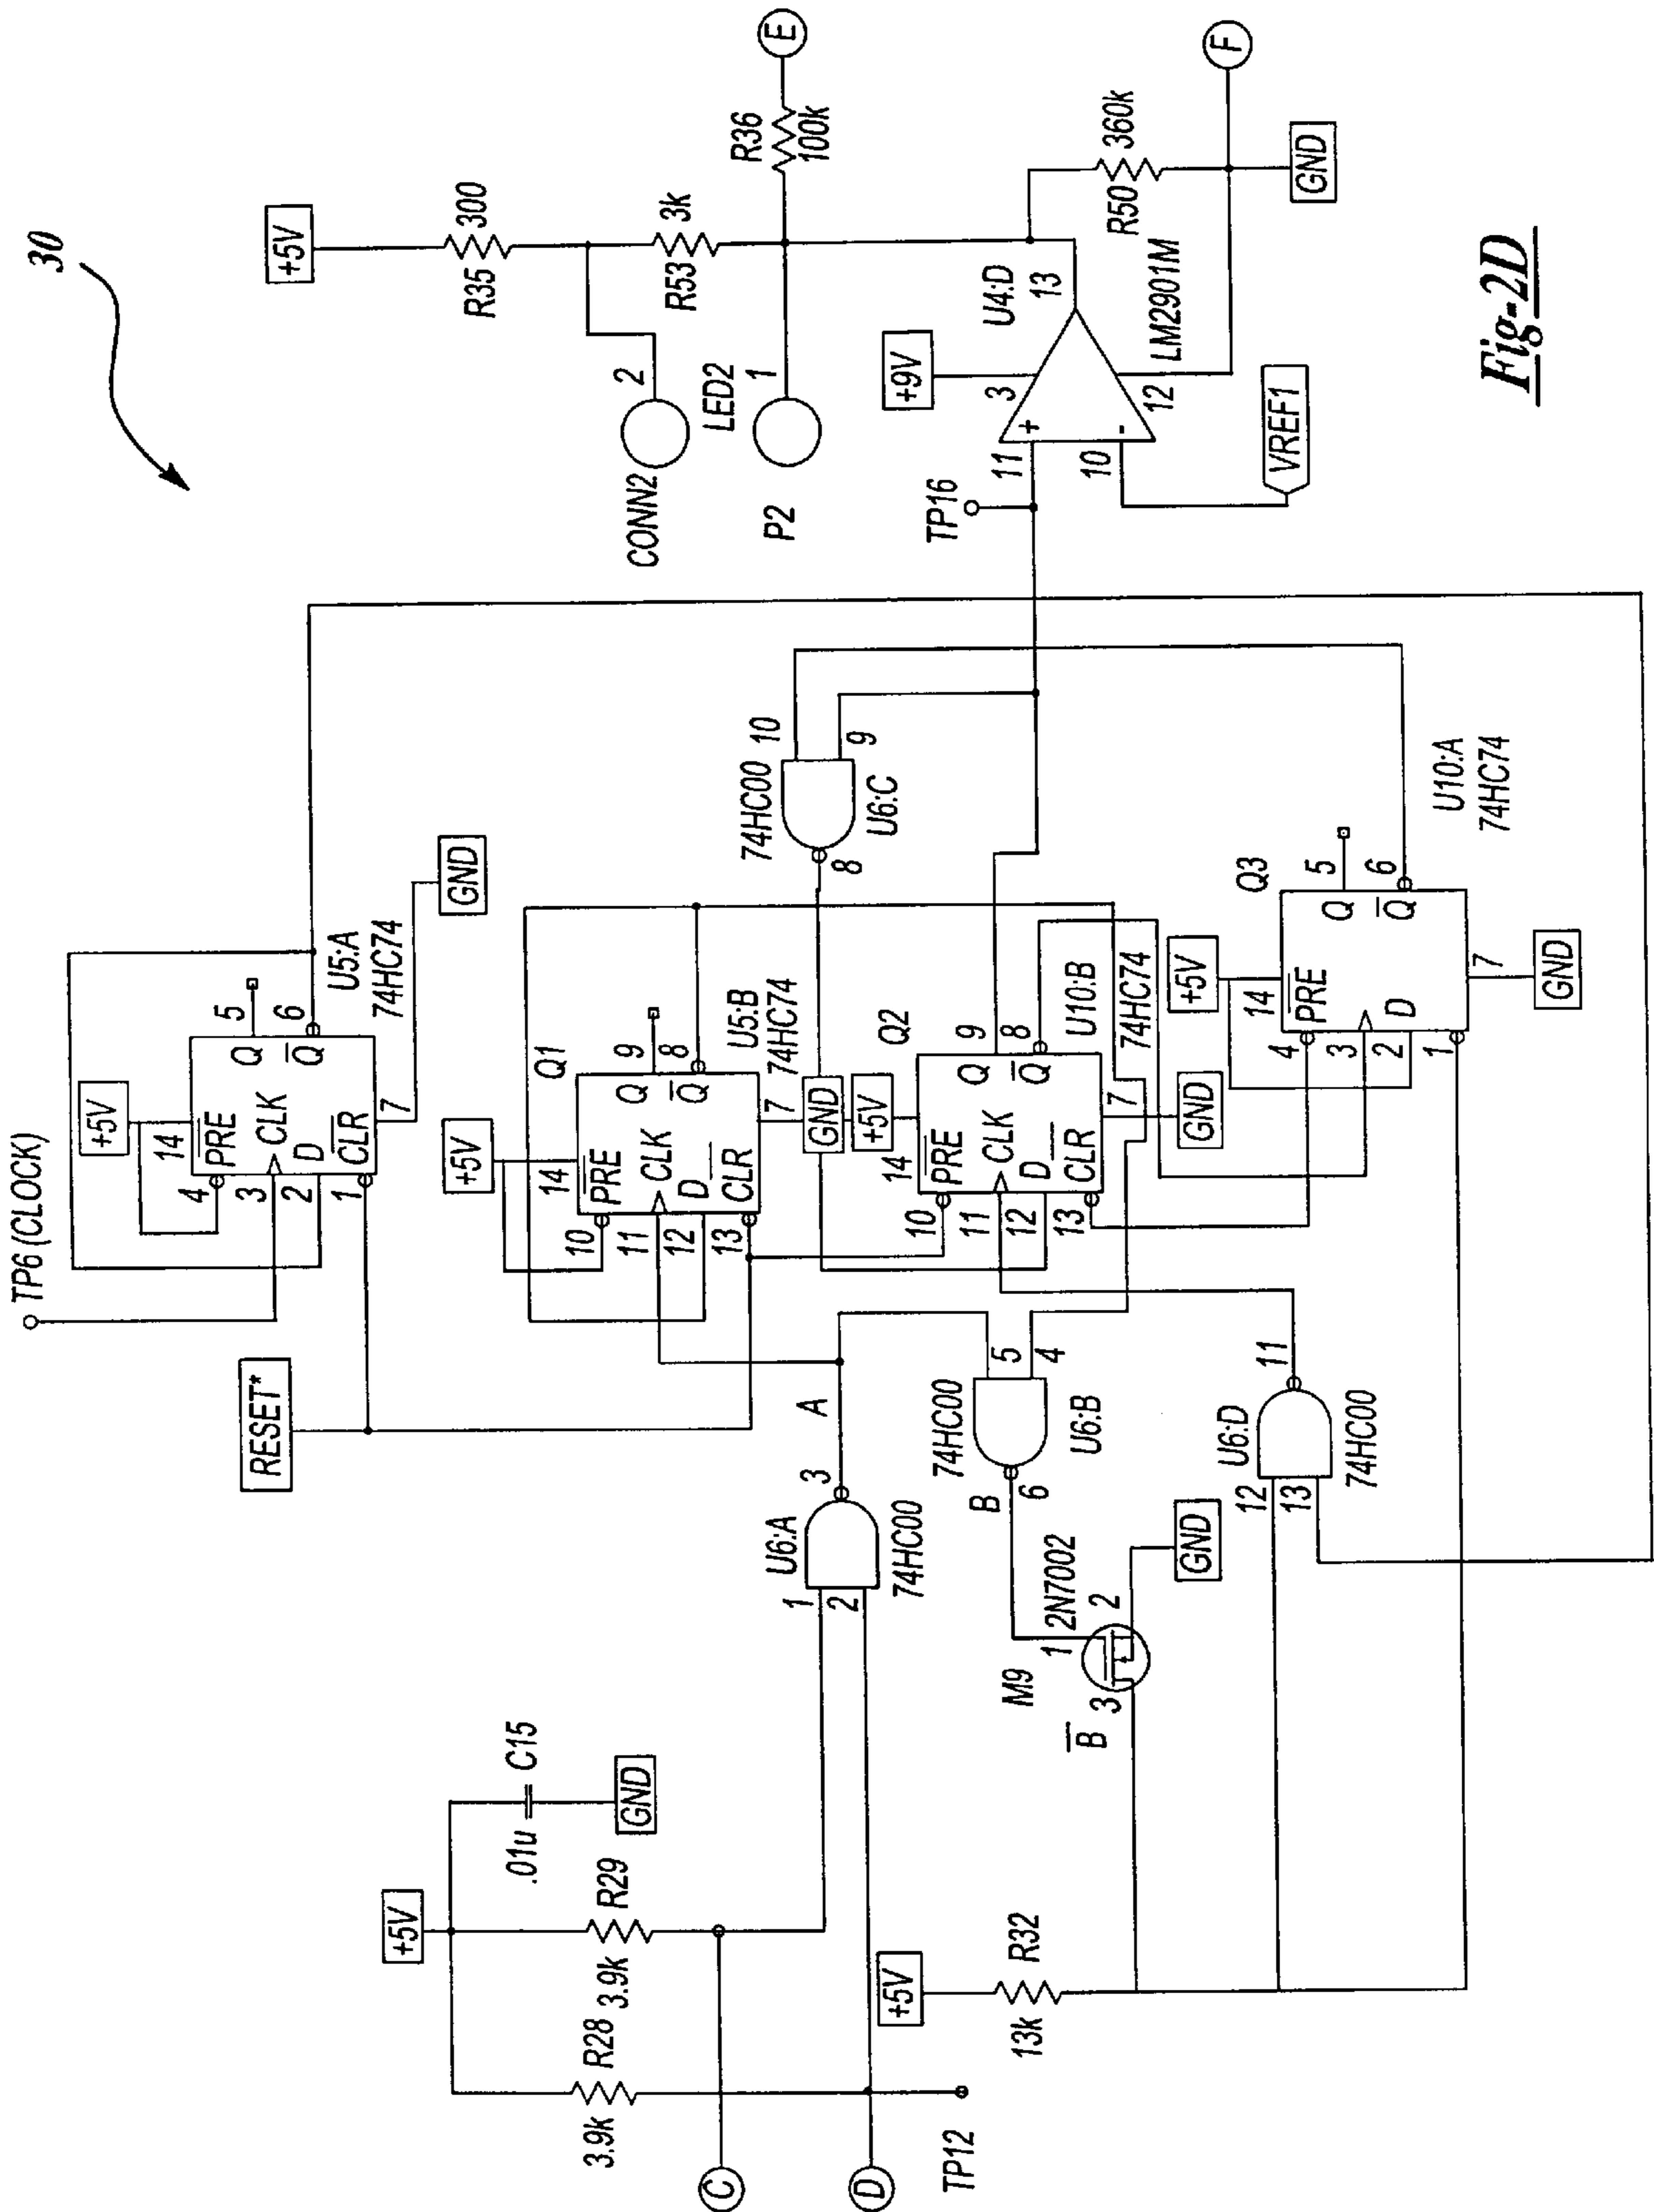 30
TP6 (CLOCK)
RESET*
+5V
14
4
3
2
1
PRE
CLK
D
CLR
Q
Q
5
6
7
U5:A
74HC74
GND
+5V
300
R35
3k
R53
R36
100k
E
CONN2
2
LED2
1
P2
+5V
14
10
11
12
13
PRE
CLK
D
CLR
Q1
Q
Q
9
8
7
U5:B
74HC74
GND
+5V
.01u
C15
GND
R28
3.9k
R29
3.9k
C
D
TP12
U6:A
1
2
3
74HC00
A
74HC00
5
4
6
U6:B
B
74HC00
10
9
8
U6:C
+5V
14
10
11
12
13
PRE
CLK
D
CLR
Q2
Q
Q
9
8
7
U10:B
74HC74
GND
TP16
+9V
U4:D
3
11
10
12
13
+
-
LM2901M
VREF1
R50
360k
F
GND
M9
1
2N7002
2
3
B
GND
+5V
13k
R32
U6:D
12
13
11
74HC00
+5V
14
4
3
2
1
PRE
D
Q3
Q
Q
5
6
7
U10:A
74HC74
GND
Fig-2D